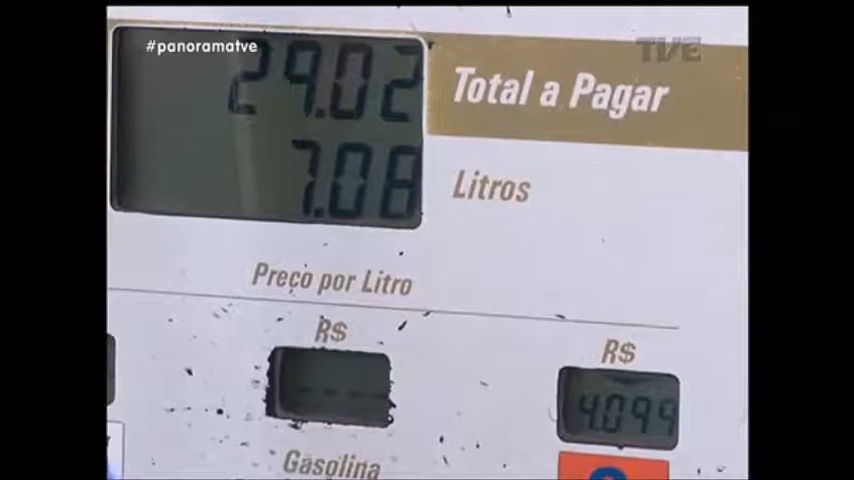 #panoramatve
TVE
29.02
Total a Pagar
7.08
Litros
Preço por Litro
R$
R$
----
4.099
Gasolina